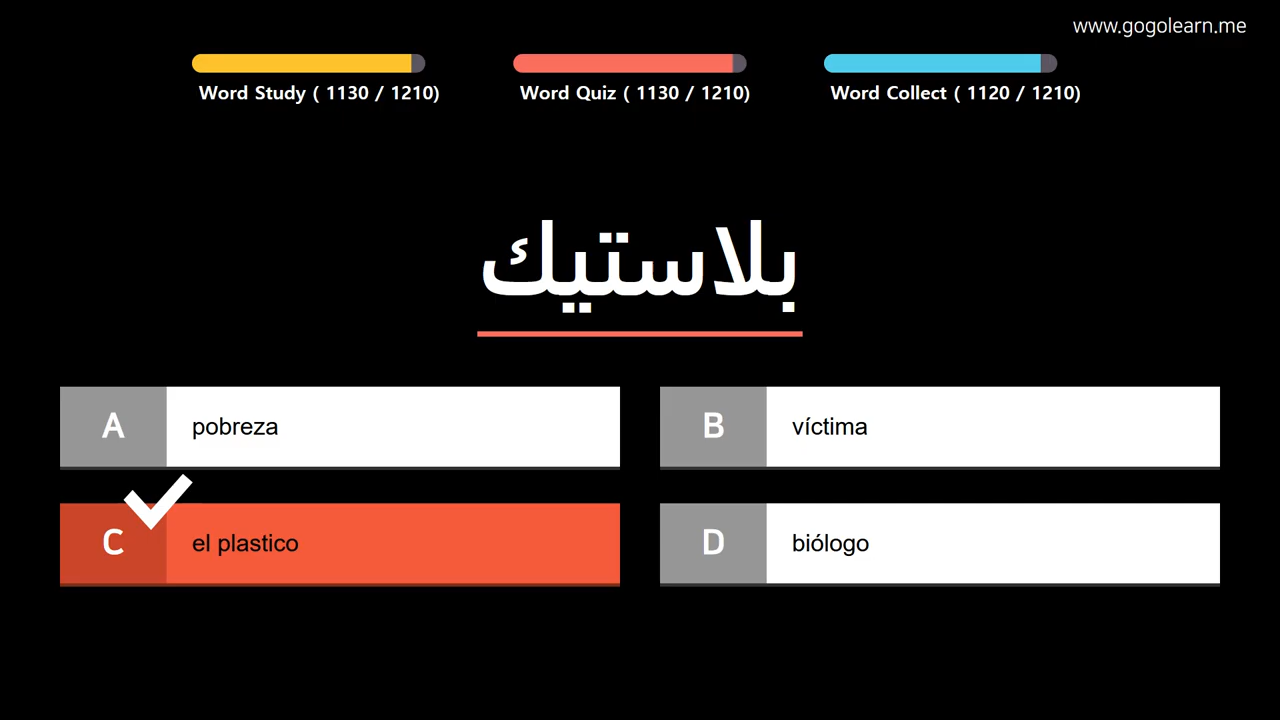 www.gogolearn.me
Word Study ( 1130 / 1210)
Word Quiz ( 1130 / 1210)
Word Collect ( 1120 / 1210)
بلاستيك
A pobreza
B víctima
C el plastico
D biólogo